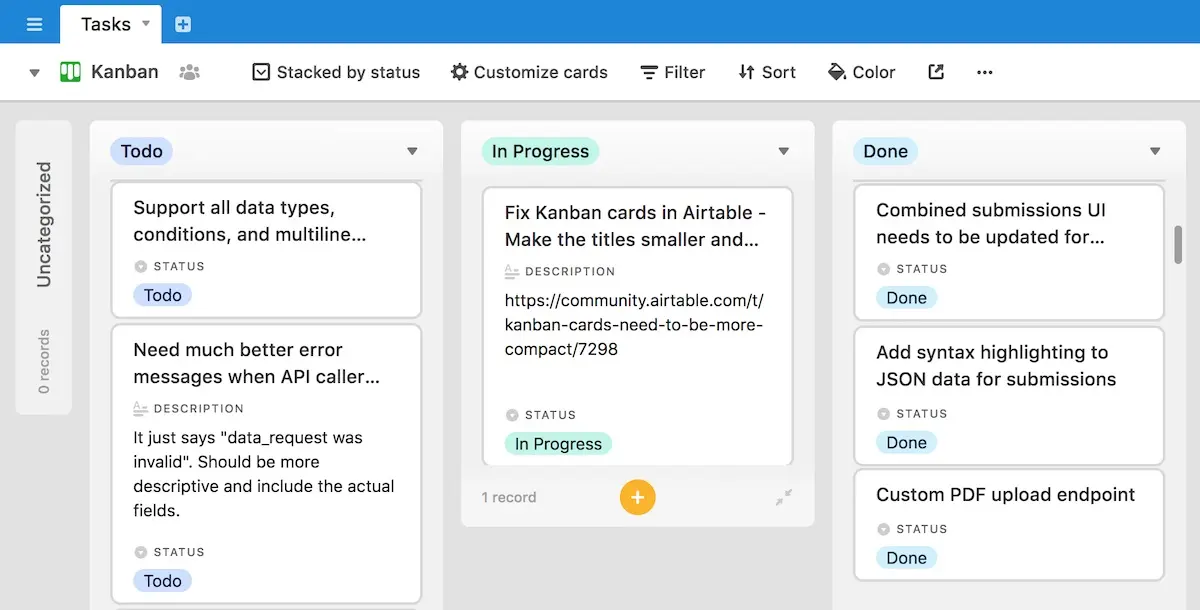 Tasks
Kanban
Stacked by status
Customize cards
Filter
Sort
Color
Uncategorized
0 records
Todo
Support all data types,
conditions, and multiline...
STATUS
Todo
Need much better error
messages when API caller...
DESCRIPTION
It just says "data_request was
invalid". Should be more
descriptive and include the actual
fields.
STATUS
Todo
In Progress
Fix Kanban cards in Airtable -
Make the titles smaller and...
DESCRIPTION
https://community.airtable.com/t/
kanban-cards-need-to-be-more-
compact/7298
STATUS
In Progress
1 record
Done
Combined submissions UI
needs to be updated for...
STATUS
Done
Add syntax highlighting to
JSON data for submissions
STATUS
Done
Custom PDF upload endpoint
STATUS
Done